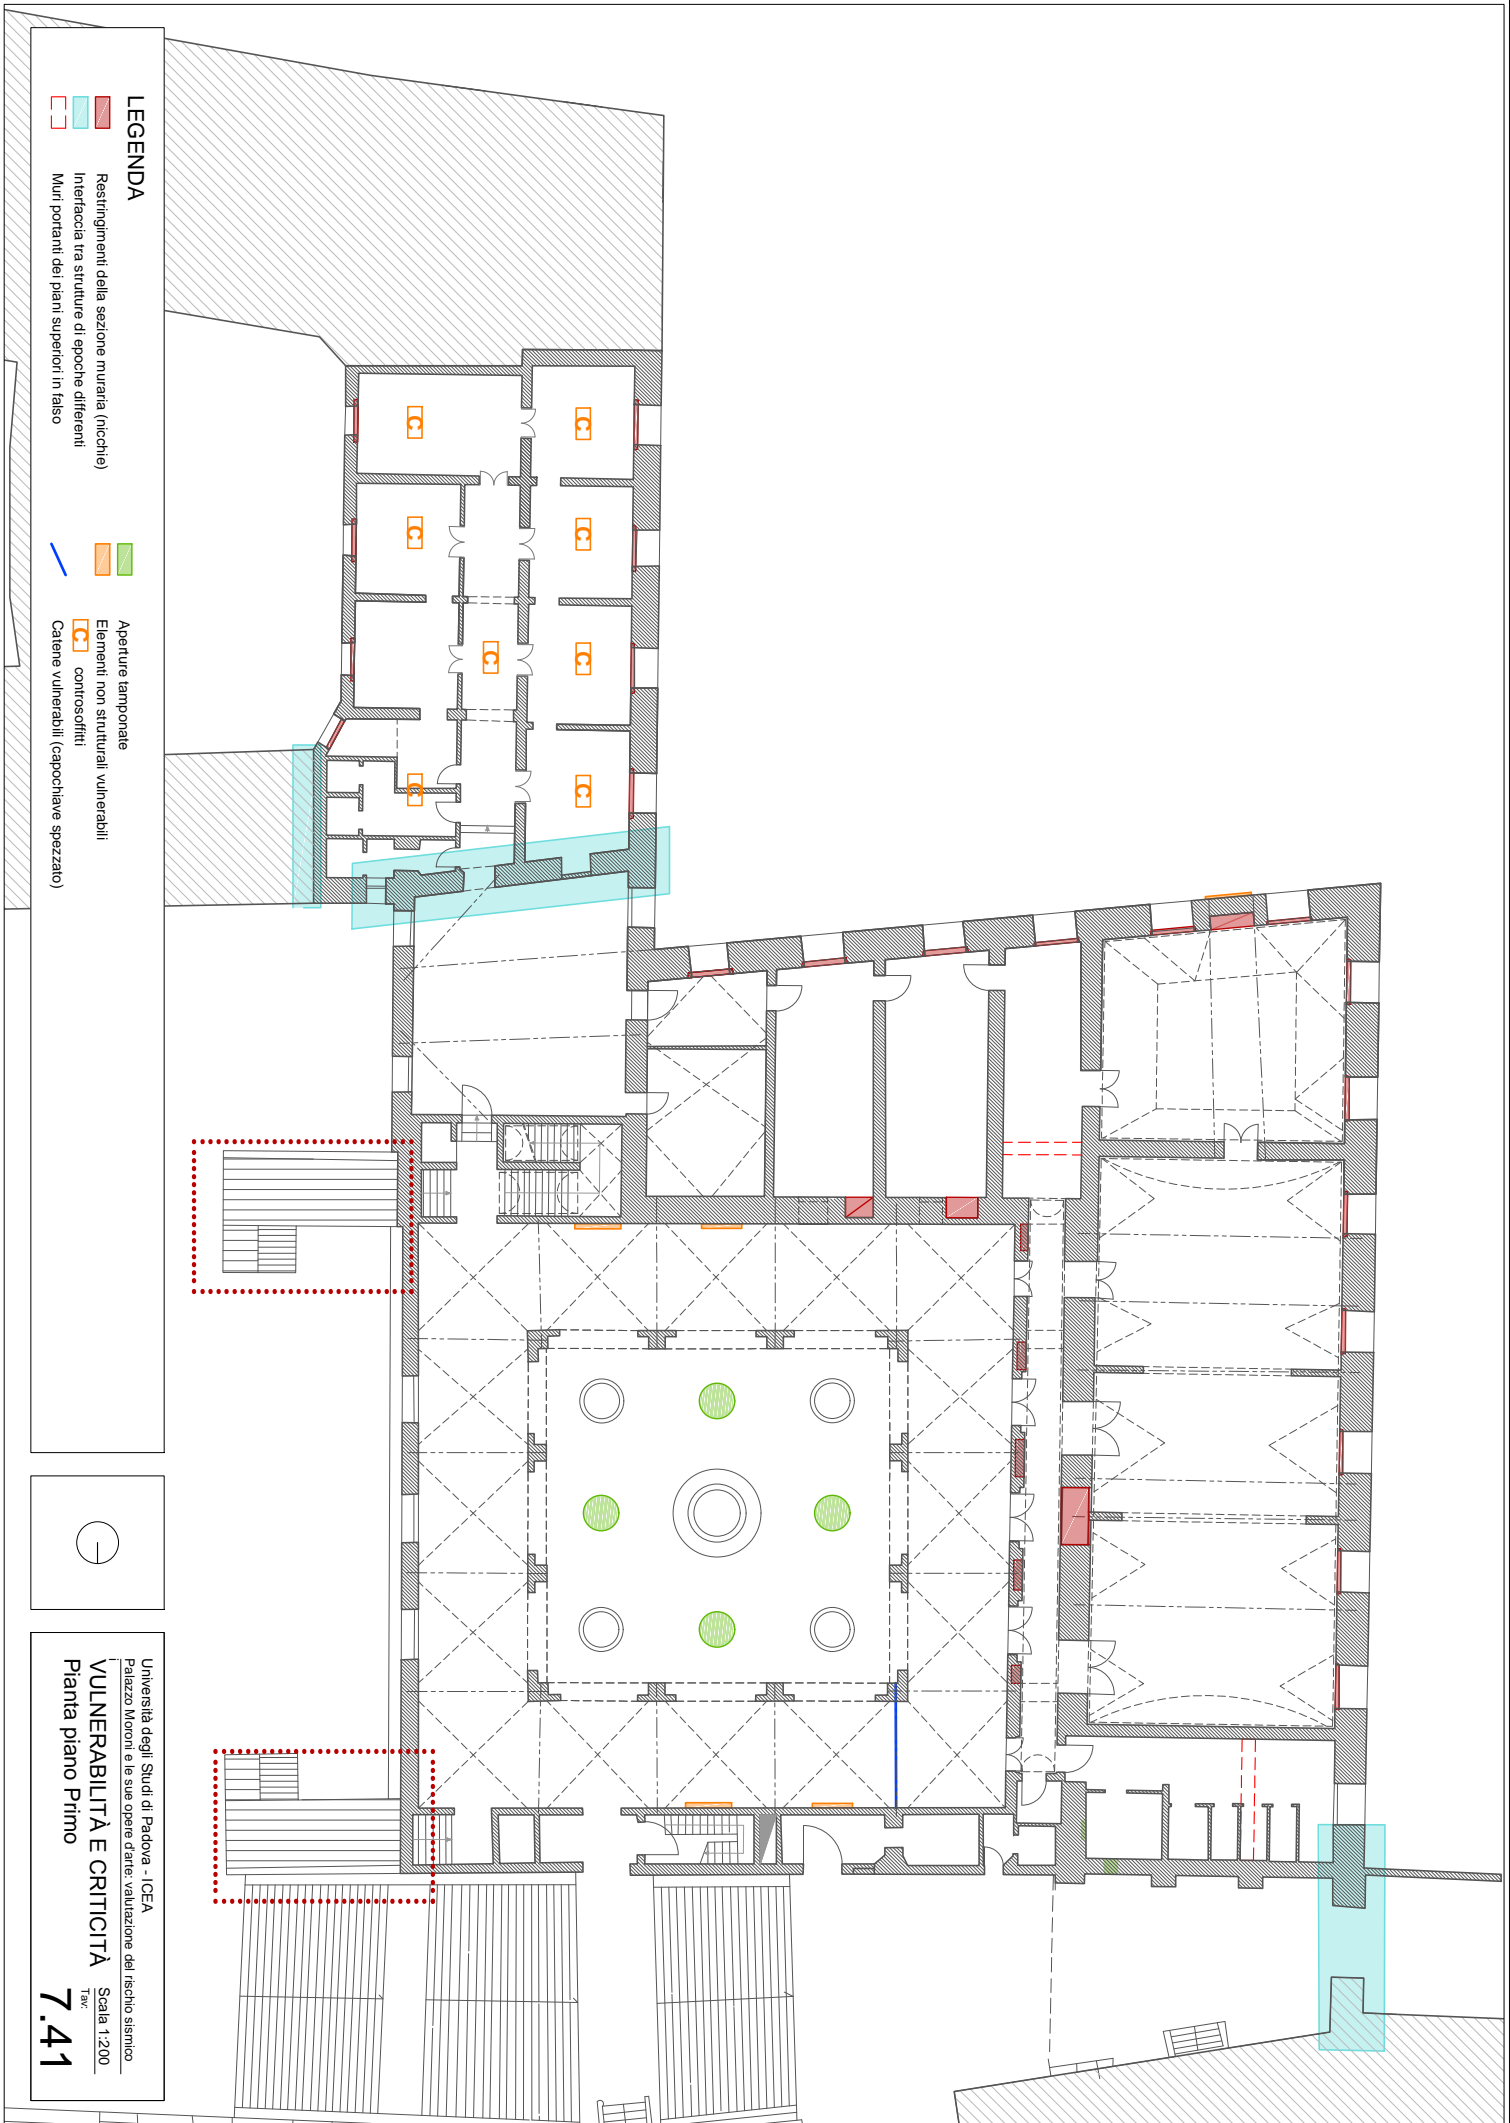 LEGENDA
Restringimenti della sezione muraria (nicchie)
Interfaccia tra strutture di epoche differenti
Muri portanti dei piani superiori in falso
Aperture tamponate
Elementi non strutturali vulnerabili
C controsoffitti
Catene vulnerabili (capochiave spezzato)
C
C
C
C
C
C
C
C
Università degli Studi di Padova - ICEA
Palazzo Moroni e le sue opere d'arte: valutazione del rischio sismico
VULNERABILITÀ E CRITICITÀ
Pianta piano Primo
Scala 1:200
Tav:
7.41